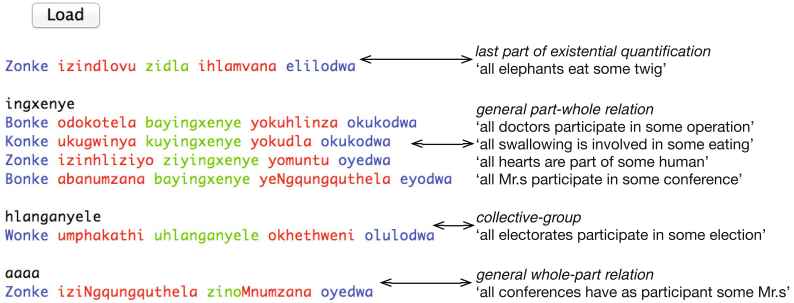 Load
last part of existential quantification
Zonke izindlovu zidla ihlamvana elilodwa
‘all elephants eat some twig’
ingxenye
general part-whole relation
Bonke odokotela bayingxenye yokuhlinza okukodwa
‘all doctors participate in some operation’
Konke ukugwinya kuyingxenye yokudla okukodwa
‘all swallowing is involved in some eating’
Zonke izinhliziyo ziyingxenye yomuntu oyedwa
‘all hearts are part of some human’
Bonke abanumzana bayingxenye yeNgqungquthela eyodwa
‘all Mr.s participate in some conference’
hlanganyele
collective-group
Wonke umphakathi uhlanganyele okhethweni olulodwa
‘all electorates participate in some election’
aaaa
general whole-part relation
Zonke iziNgqungquthela zinoMnumzana oyedwa
‘all conferences have as participant some Mr.s’